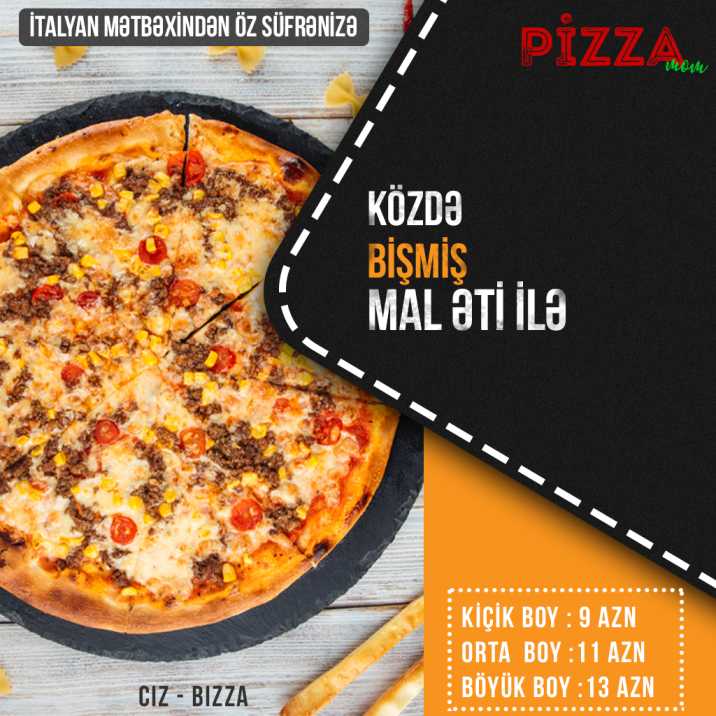 İTALYAN MƏTBƏXİNDƏN ÖZ SÜFRƏNİZƏ
PİZZA
mom
KÖZDƏ
BİŞMİŞ
MAL ƏTİ İLƏ
KİÇİK BOY : 9 AZN
ORTA BOY :11 AZN
BÖYÜK BOY :13 AZN
CIZ - BIZZA